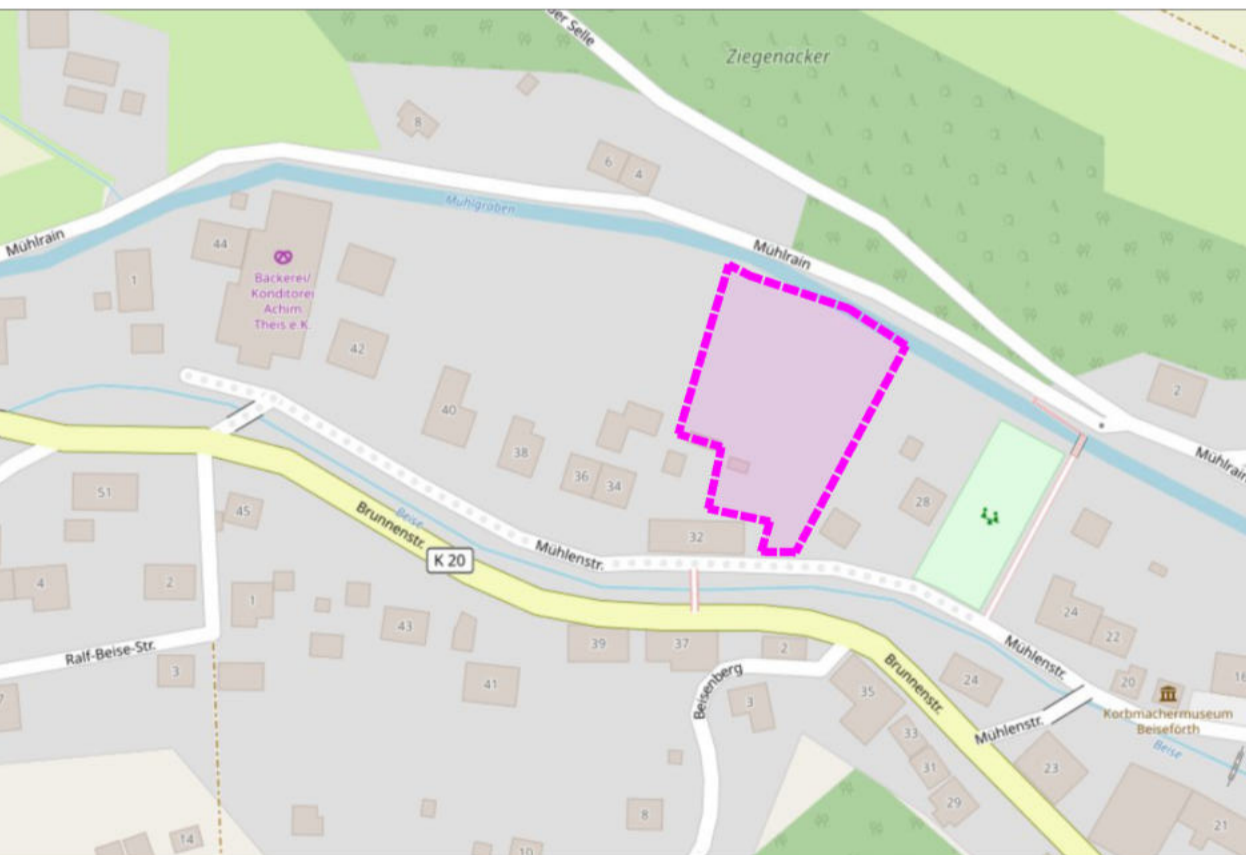 der Selle
Ziegenacker
8
6
4
Mühlgraben
Mühlrain
Mühlrain
44
1
Bäckerei/
Konditorei
Achim
Theis e.K.
42
2
40
38
36
34
28
Mühlrain
51
45
Beise
Brunnenstr.
K 20
Mühlenstr.
32
4
2
1
43
39
37
2
24
22
Mühlenstr.
Ralf-Beise-Str.
3
41
Beisenberg
3
35
Brunnenstr.
24
20
16
Korbmachermuseum
Beiseförth
Beise
Mühlenstr.
33
31
29
23
21
8
14
10
7